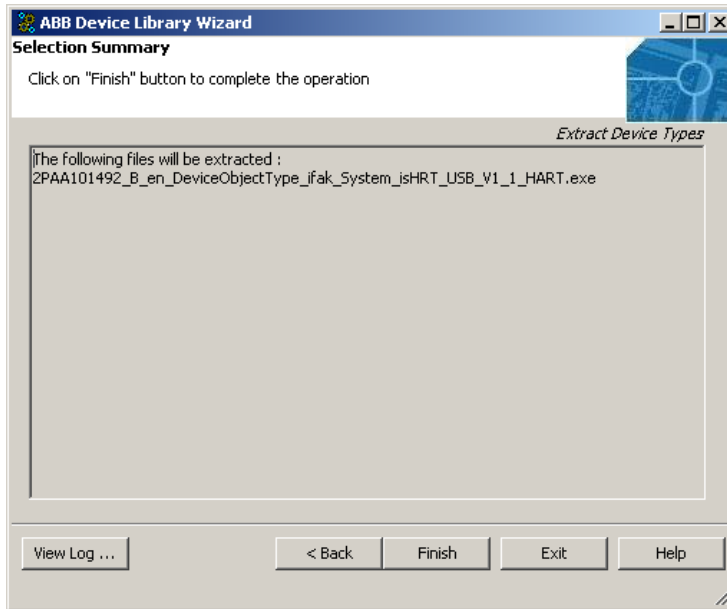 ABB Device Library Wizard
Selection Summary
Click on "Finish" button to complete the operation
Extract Device Types
The following files will be extracted :
2PAA101492_B_en_DeviceObjectType_ifak_System_isHRT_USB_V1_1_HART.exe
View Log ... < Back Finish Exit Help